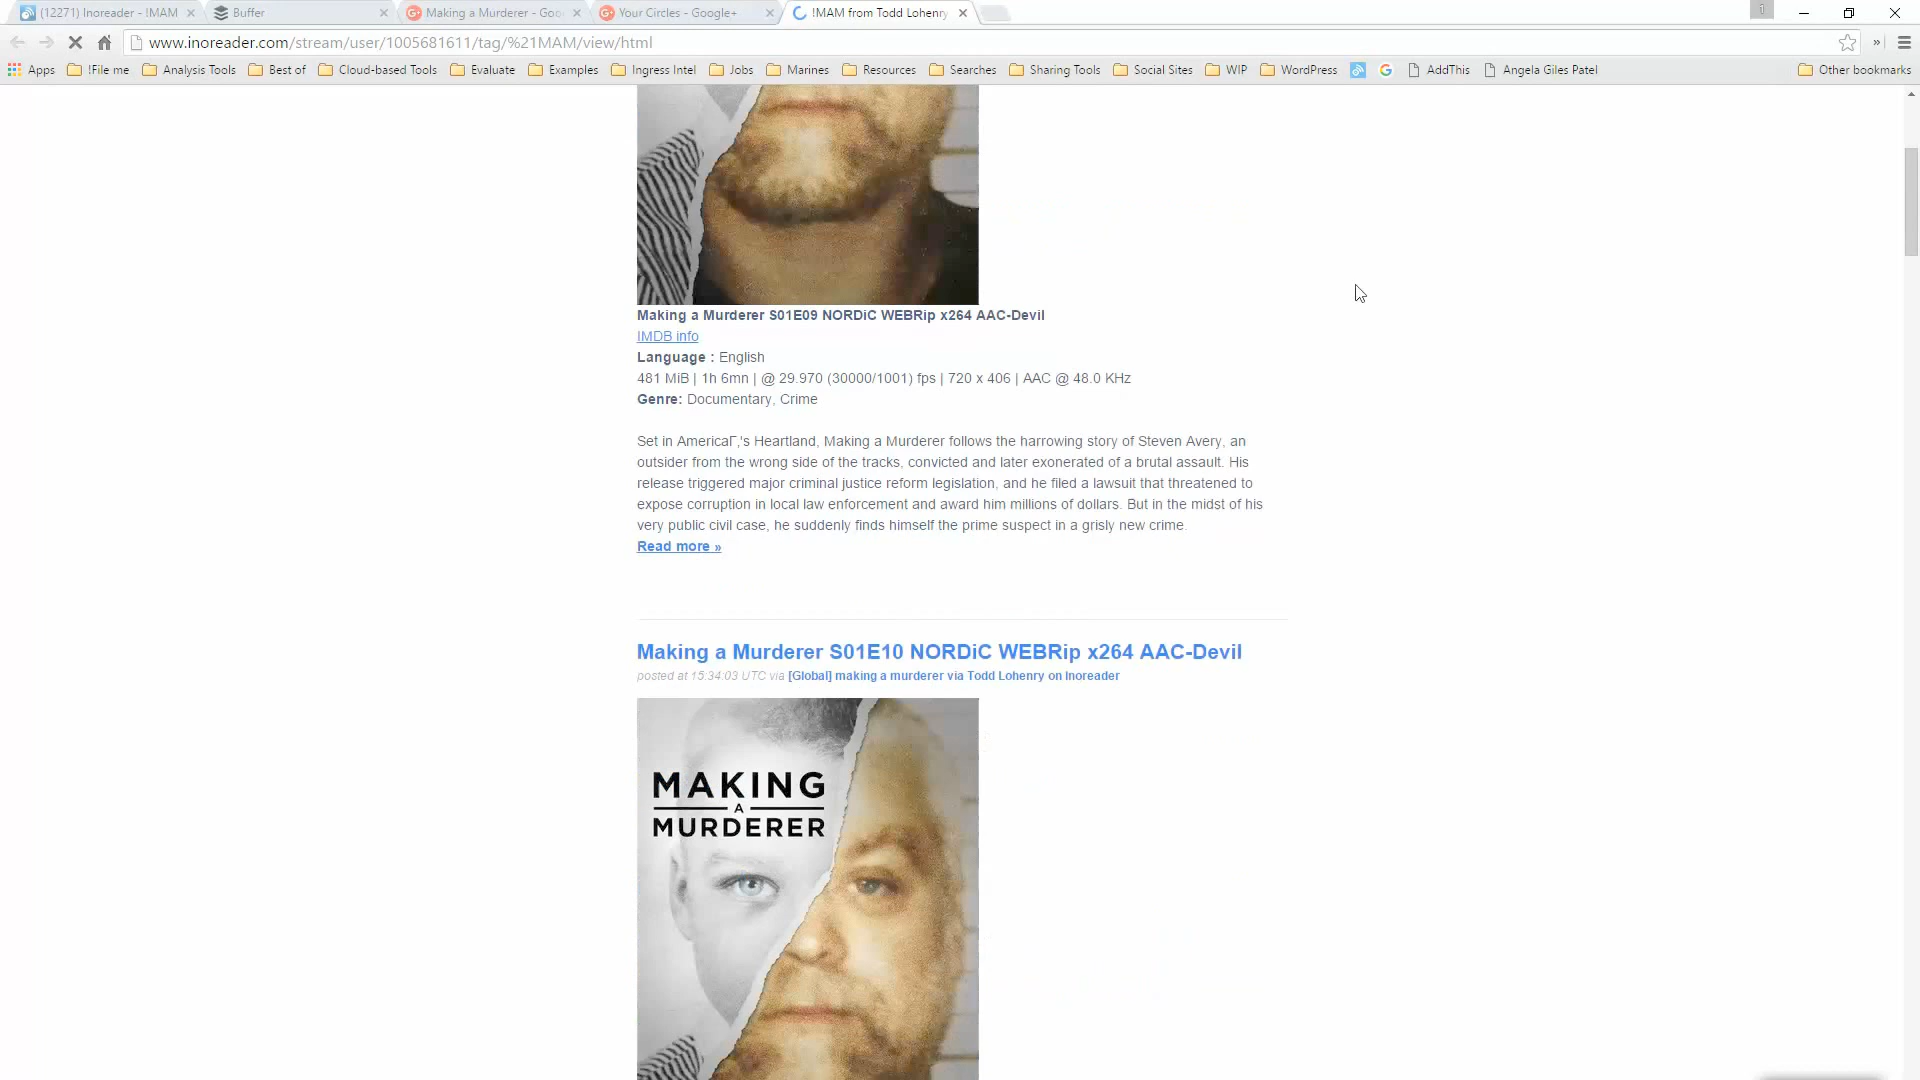 (12271) Inoreader - !MAM
Buffer
Making a Murderer - Goo
Your Circles - Google+
!MAM from Todd Lohenry
1
www.inoreader.com/stream/user/1005681611/tag/%21MAM/view/html
»
Apps
!File me
Analysis Tools
Best of
Cloud-based Tools
Evaluate
Examples
Ingress Intel
Jobs
Marines
Resources
Searches
Sharing Tools
Social Sites
WIP
WordPress
AddThis
Angela Giles Patel
Other bookmarks
Making a Murderer S01E09 NORDiC WEBRip x264 AAC-Devil
IMDB info
Language : English
481 MiB | 1h 6mn | @ 29.970 (30000/1001) fps | 720 x 406 | AAC @ 48.0 KHz
Genre: Documentary, Crime
Set in AmericaГ‚'s Heartland, Making a Murderer follows the harrowing story of Steven Avery, an
outsider from the wrong side of the tracks, convicted and later exonerated of a brutal assault. His
release triggered major criminal justice reform legislation, and he filed a lawsuit that threatened to
expose corruption in local law enforcement and award him millions of dollars. But in the midst of his
very public civil case, he suddenly finds himself the prime suspect in a grisly new crime.
Read more »
Making a Murderer S01E10 NORDiC WEBRip x264 AAC-Devil
posted at 15:34:03 UTC via [Global] making a murderer via Todd Lohenry on Inoreader
MAKING
A
MURDERER